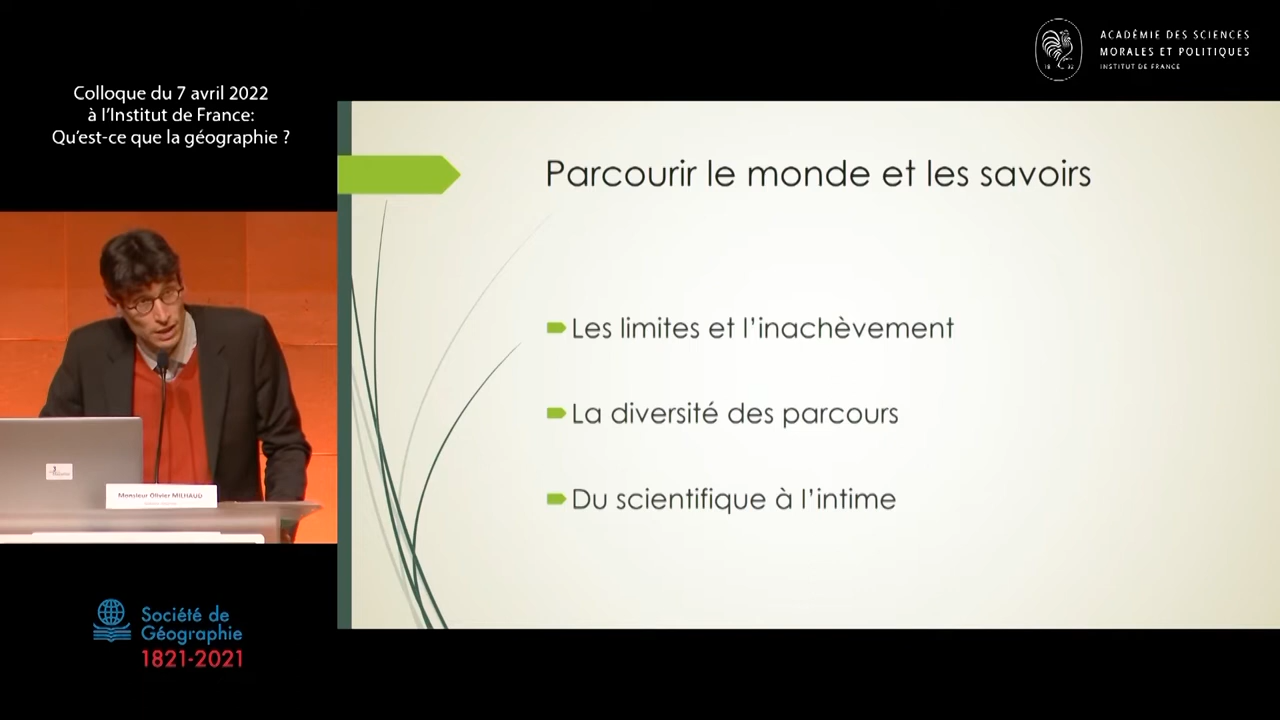 Colloque du 7 avril 2022
à l'Institut de France:
Qu'est-ce que la géographie ?
ACADÉMIE DES SCIENCES
MORALES ET POLITIQUES
INSTITUT DE FRANCE
18 32
Parcourir le monde et les savoirs
Les limites et l'inachèvement
La diversité des parcours
Du scientifique à l'intime
Monsieur Olivier MILHAUD
Société de
Géographie
1821-2021